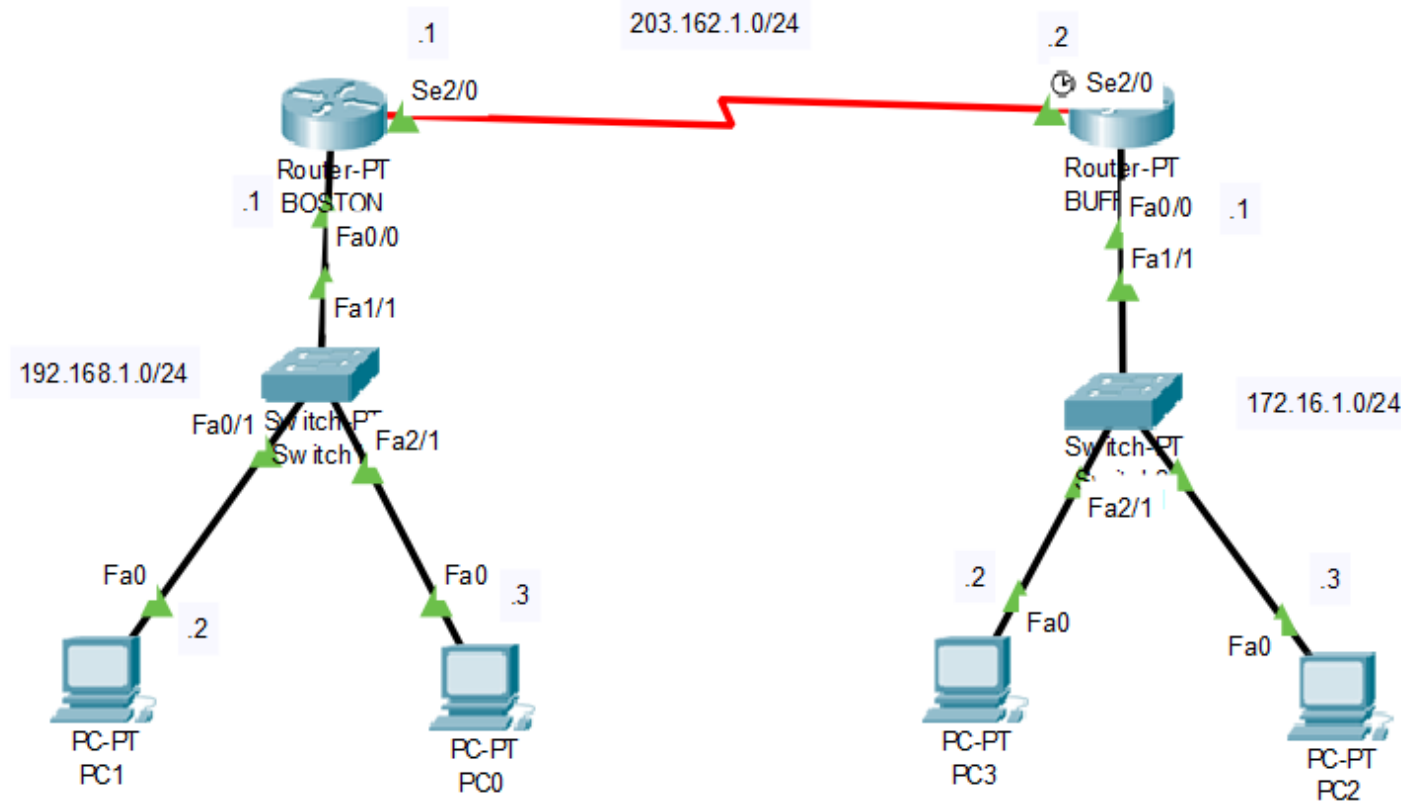 203.162.1.0/24
.1
.2
Se2/0
Se2/0
Router-PT
BOSTON
Router-PT
BUFF
.1
Fa0/0
Fa0/0
.1
Fa1/1
Fa1/1
192.168.1.0/24
172.16.1.0/24
Switch-PT
Switch
Fa0/1
Fa2/1
Switch-PT
Fa2/1
Fa0
Fa0
.3
.2
.2
.3
Fa0
Fa0
PC-PT
PC1
PC-PT
PC0
PC-PT
PC3
PC-PT
PC2